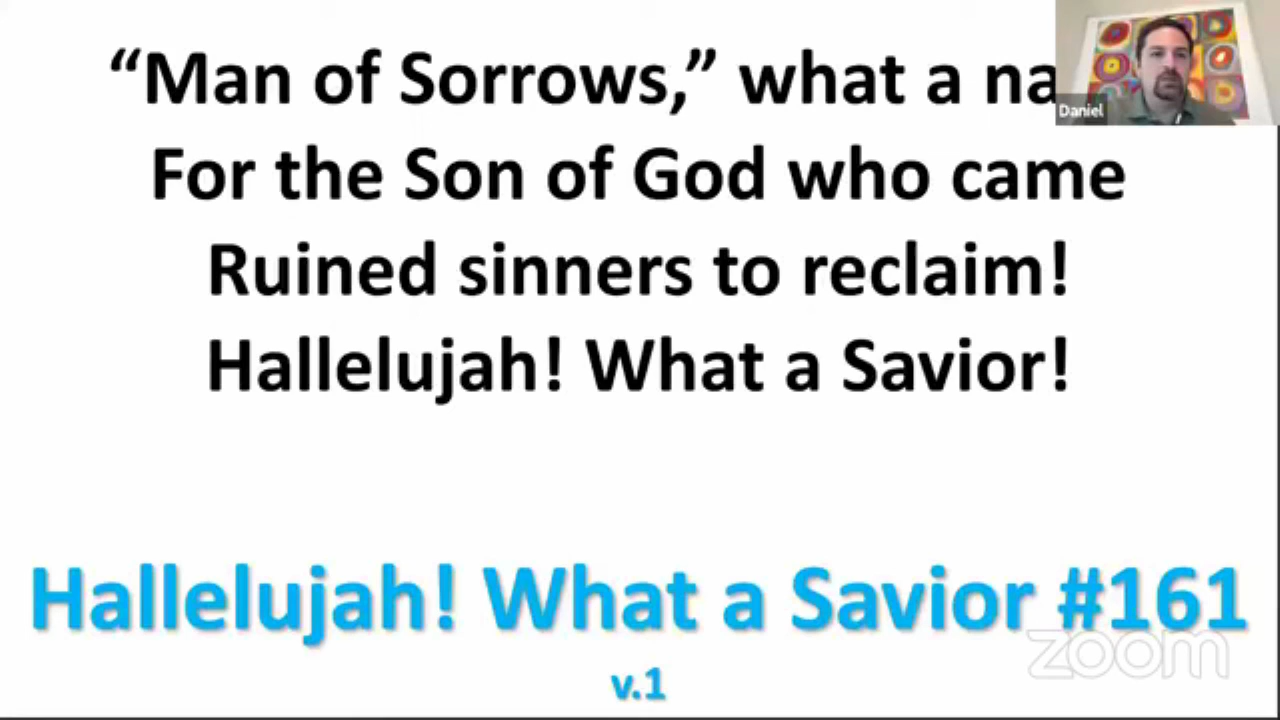 “Man of Sorrows,” what a na
For the Son of God who came
Ruined sinners to reclaim!
Hallelujah! What a Savior!
Hallelujah! What a Savior #161
v.1
Daniel
zoom